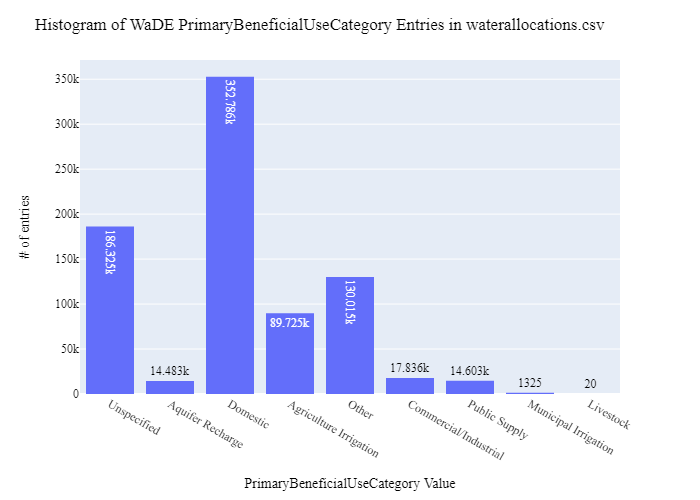 Histogram of WaDE PrimaryBeneficialUseCategory Entries in waterallocations.csv
# of entries
350k
300k
250k
200k
150k
100k
50k
0
186.325k
14.483k
352.786k
89.725k
130.015k
17.836k
14.603k
1325
20
Unspecified
Aquifer Recharge
Domestic
Agriculture Irrigation
Other
Commercial/Industrial
Public Supply
Municipal Irrigation
Livestock
PrimaryBeneficialUseCategory Value